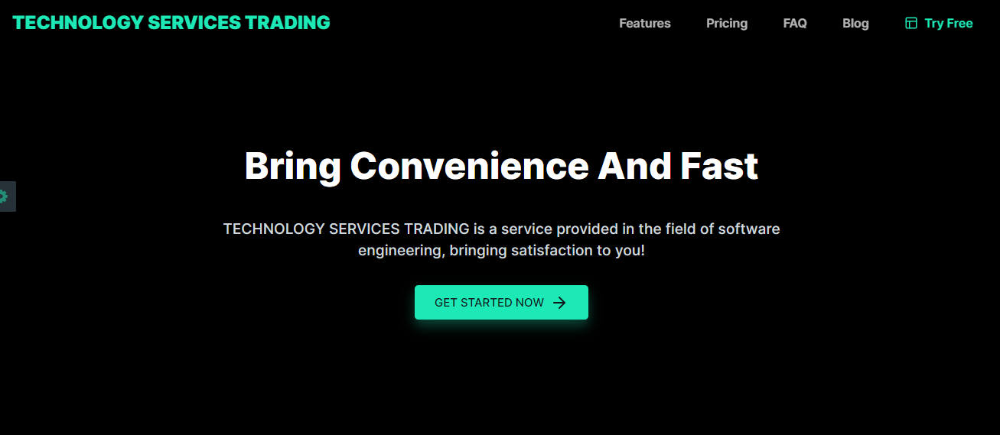 TECHNOLOGY SERVICES TRADING
Features
Pricing
FAQ
Blog
Try Free
Bring Convenience And Fast
TECHNOLOGY SERVICES TRADING is a service provided in the field of software
engineering, bringing satisfaction to you!
GET STARTED NOW